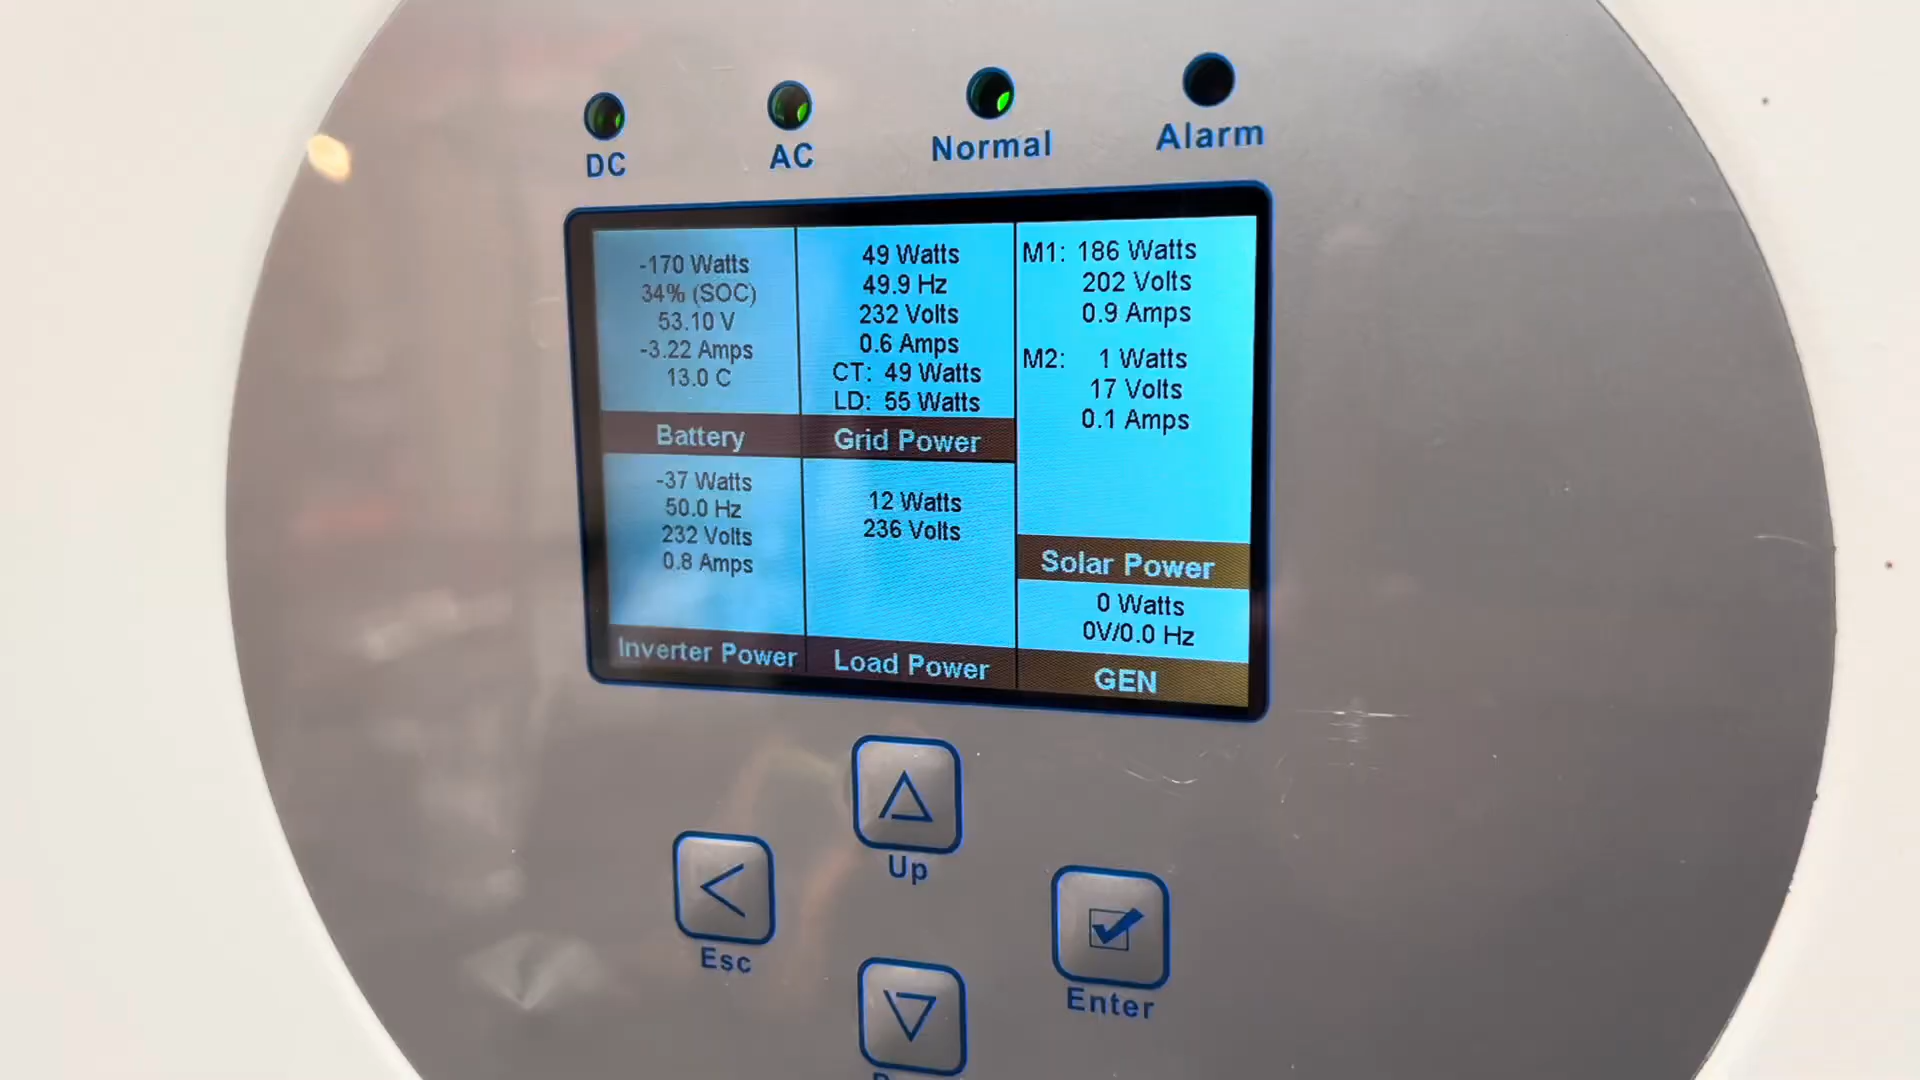 DC
AC
Normal
Alarm
-170 Watts
34% (SOC)
53.10 V
-3.22 Amps
13.0 C
Battery
49 Watts
49.9 Hz
232 Volts
0.6 Amps
CT: 49 Watts
LD: 55 Watts
Grid Power
M1: 186 Watts
202 Volts
0.9 Amps
M2: 1 Watts
17 Volts
0.1 Amps
Solar Power
-37 Watts
50.0 Hz
232 Volts
0.8 Amps
Inverter Power
12 Watts
236 Volts
Load Power
0 Watts
0V/0.0 Hz
GEN
Up
Esc
Enter